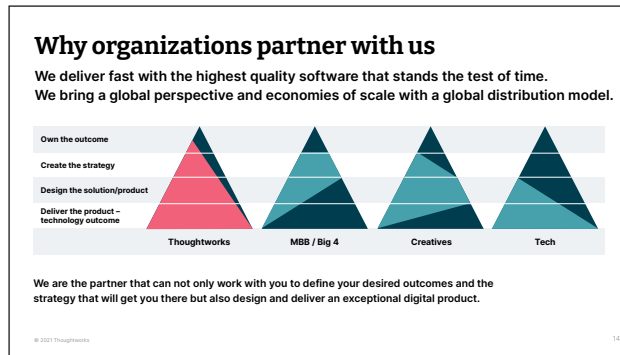 Why organizations partner with us
We deliver fast with the highest quality software that stands the test of time.
We bring a global perspective and economies of scale with a global distribution model.
Own the outcome
Create the strategy
Design the solution/product
Deliver the product –
technology outcome
Thoughtworks
MBB / Big 4
Creatives
Tech
We are the partner that can not only work with you to define your desired outcomes and the
strategy that will get you there but also design and deliver an exceptional digital product.
© 2021 Thoughtworks
14